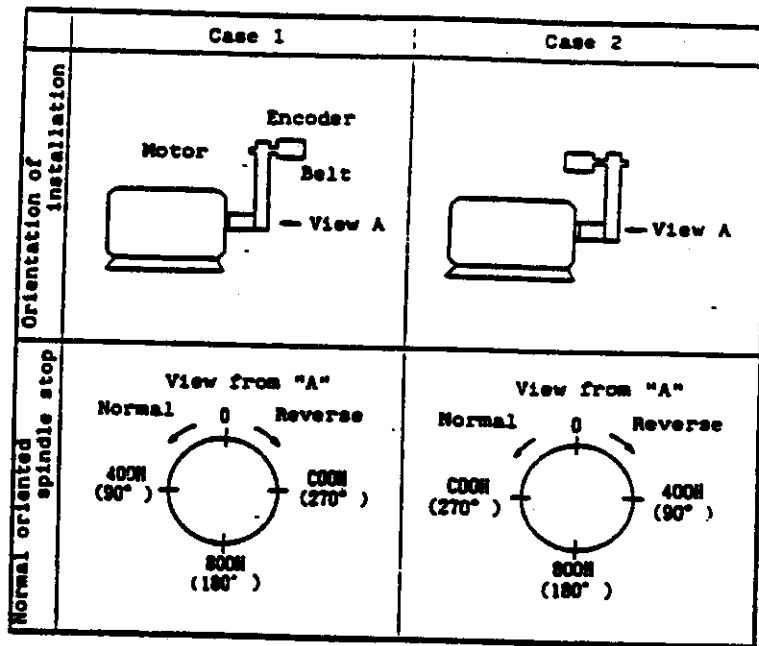 Case 1
Case 2
Orientation of
installation
Motor
Encoder
Belt
View A
View A
Normal oriented
spindle stop
View from "A"
Normal
0
Reverse
400H
(90° )
C00H
(270° )
800H
(180° )
View from "A"
Normal
0
Reverse
C00H
(270° )
400H
(90° )
800H
(180° )